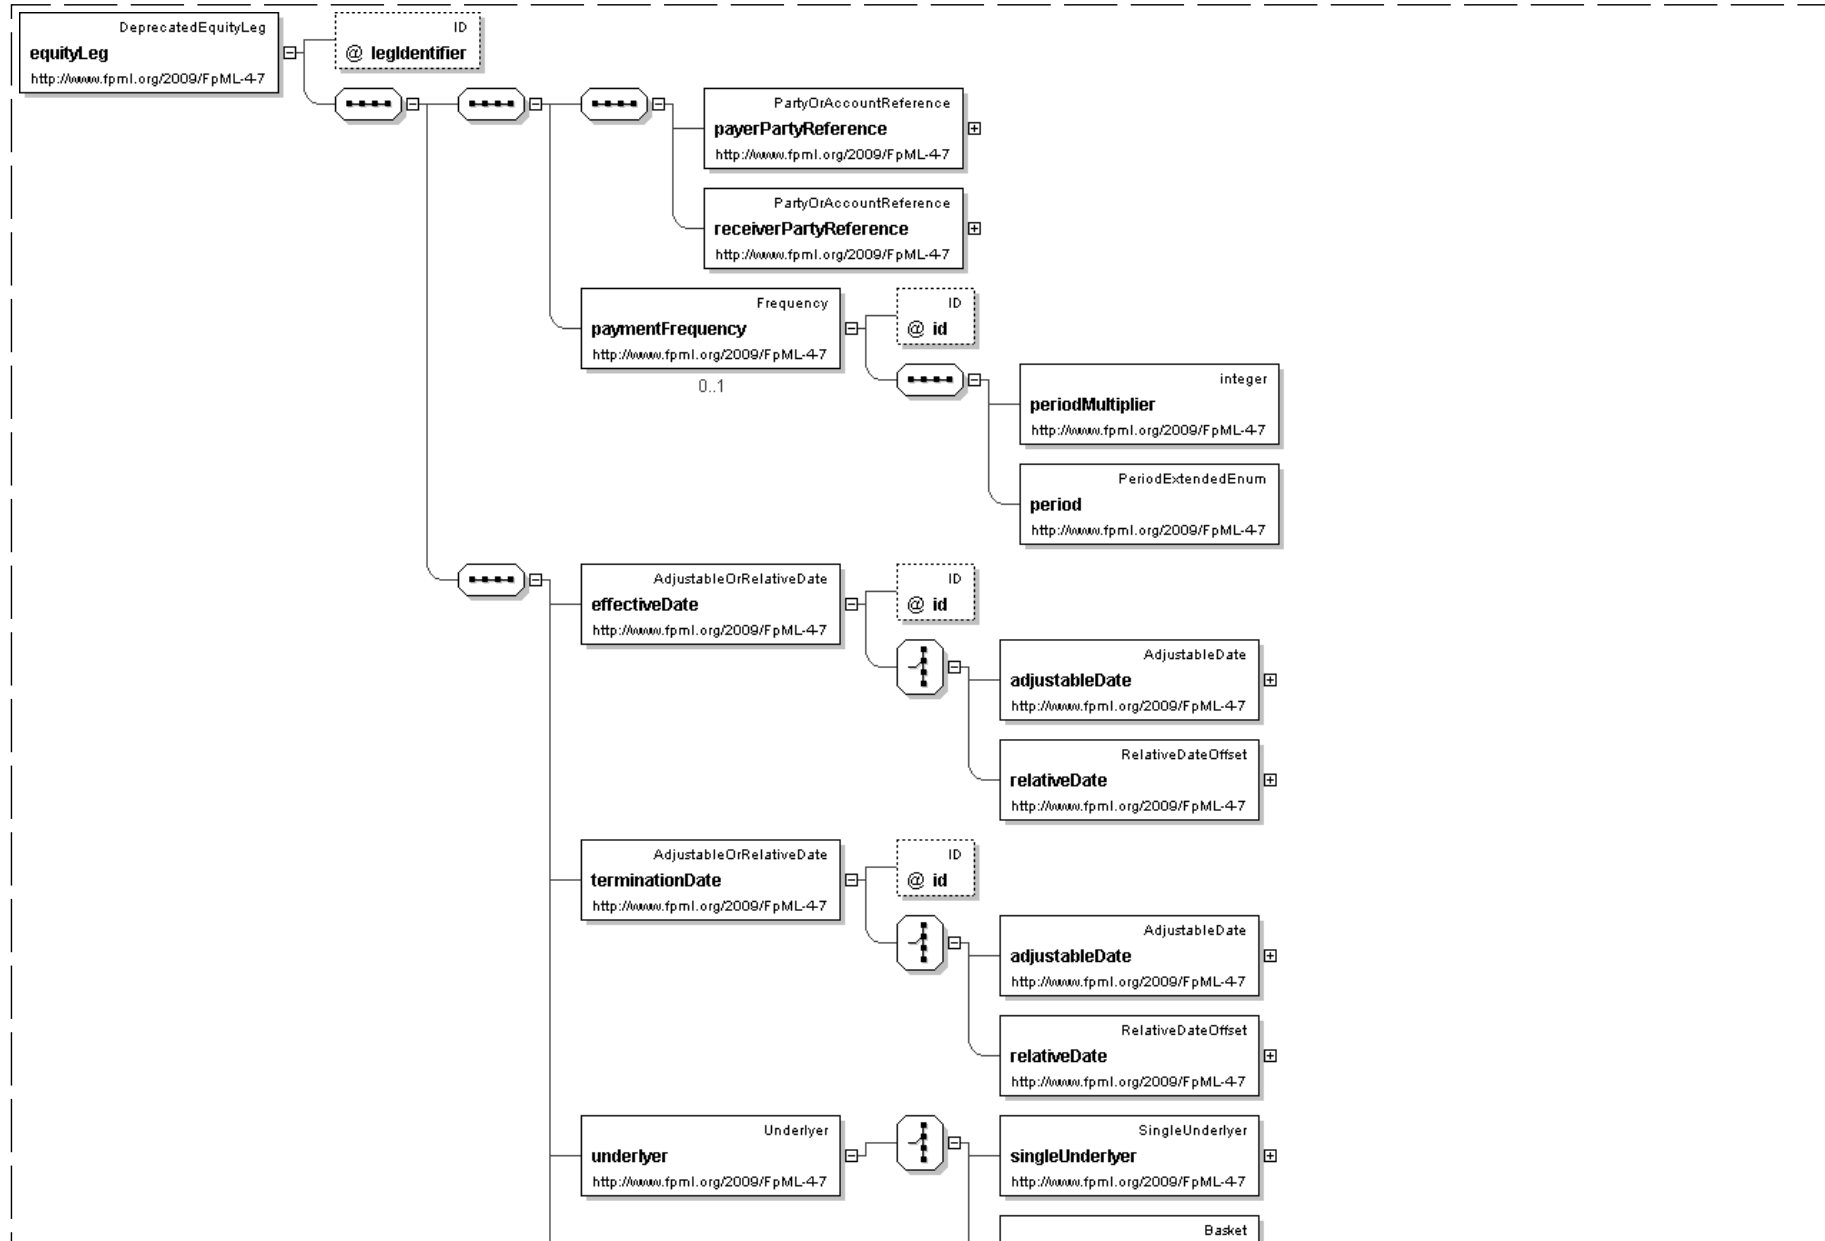 DeprecatedEquityLeg
equityLeg
http://www.fpml.org/2009/FpML-4-7
ID
@ legIdentifier
PartyOrAccountReference
payerPartyReference
http://www.fpml.org/2009/FpML-4-7
PartyOrAccountReference
receiverPartyReference
http://www.fpml.org/2009/FpML-4-7
Frequency
paymentFrequency
http://www.fpml.org/2009/FpML-4-7
0..1
ID
@ id
integer
periodMultiplier
http://www.fpml.org/2009/FpML-4-7
PeriodExtendedEnum
period
http://www.fpml.org/2009/FpML-4-7
AdjustableOrRelativeDate
effectiveDate
http://www.fpml.org/2009/FpML-4-7
ID
@ id
AdjustableDate
adjustableDate
http://www.fpml.org/2009/FpML-4-7
RelativeDateOffset
relativeDate
http://www.fpml.org/2009/FpML-4-7
AdjustableOrRelativeDate
terminationDate
http://www.fpml.org/2009/FpML-4-7
ID
@ id
AdjustableDate
adjustableDate
http://www.fpml.org/2009/FpML-4-7
RelativeDateOffset
relativeDate
http://www.fpml.org/2009/FpML-4-7
Underlyer
underlyer
http://www.fpml.org/2009/FpML-4-7
SingleUnderlyer
singleUnderlyer
http://www.fpml.org/2009/FpML-4-7
Basket